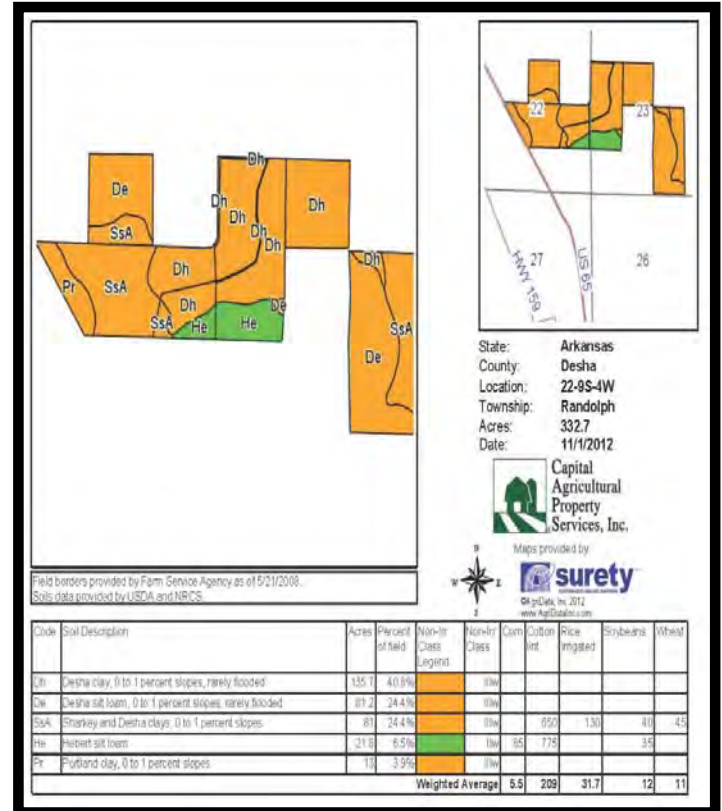 De
SsA
Dh
Dh
Dh
Dh
Dh
Dh
Dh
Pr
SsA
Dh
Dh
SsA
He
He
De
Dh
SsA
De
22
23
27
26
HWY 159
US 65
State: Arkansas
County: Desha
Location: 22-9S-4W
Township: Randolph
Acres: 332.7
Date: 11/1/2012
Capital
Agricultural
Property
Services, Inc.
Maps provided by
surety
©AgriData, Inc 2012
www.AgriDataInc.com
N
W E
S
Field borders provided by Farm Service Agency as of 5/21/2008.
Soils data provided by USDA and NRCS.
Code Soil Description Acres Percent of field Non-Irr Class Legend Non-Irr Class Corn Cotton lint Rice irrigated Soybeans Wheat
Dh Desha clay, 0 to 1 percent slopes, rarely flooded 135.7 40.8% IIIw
De Desha silt loam, 0 to 1 percent slopes, rarely flooded 81.2 24.4% IIIw
SsA Sharkey and Desha clays, 0 to 1 percent slopes 81 24.4% IIIw 650 130 40 45
He Hebert silt loam 21.8 6.5% IIw 85 775 35
Pr Portland clay, 0 to 1 percent slopes 13 3.9% IIIw
Weighted Average 5.5 209 31.7 12 11